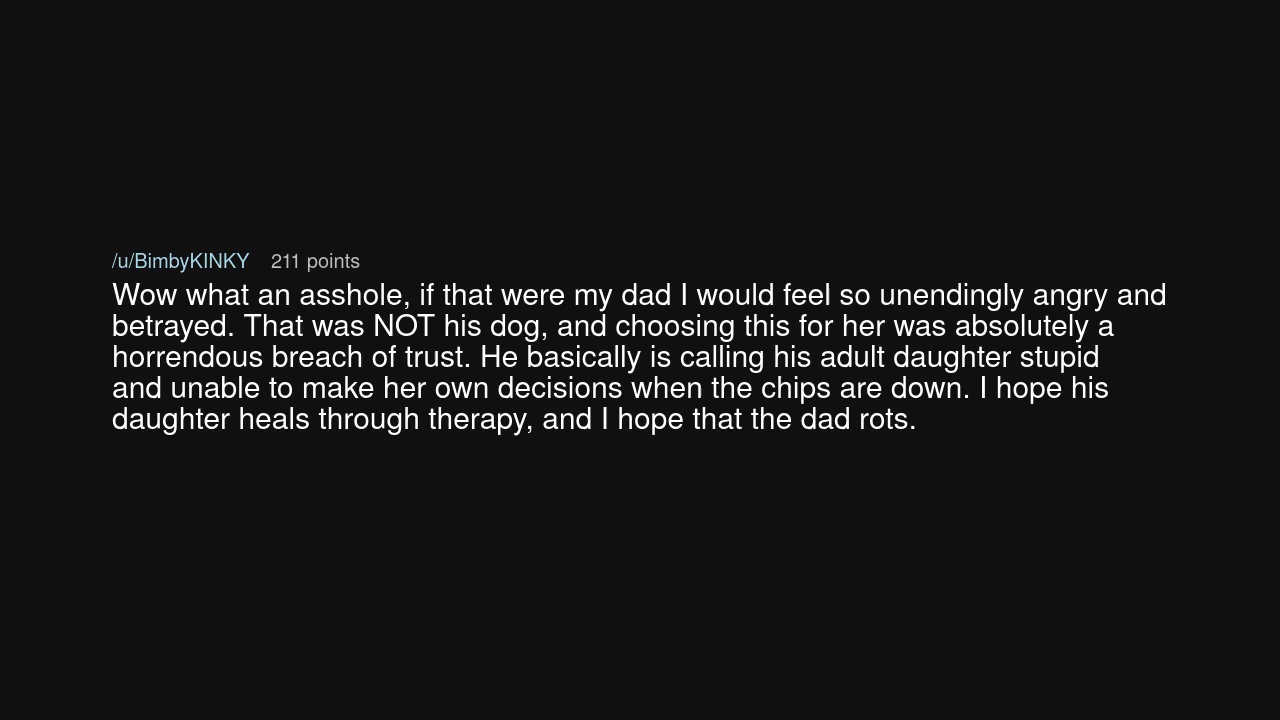 /u/BimbyKINKY 211 points
Wow what an asshole, if that were my dad I would feel so unendingly angry and
betrayed. That was NOT his dog, and choosing this for her was absolutely a
horrendous breach of trust. He basically is calling his adult daughter stupid
and unable to make her own decisions when the chips are down. I hope his
daughter heals through therapy, and I hope that the dad rots.